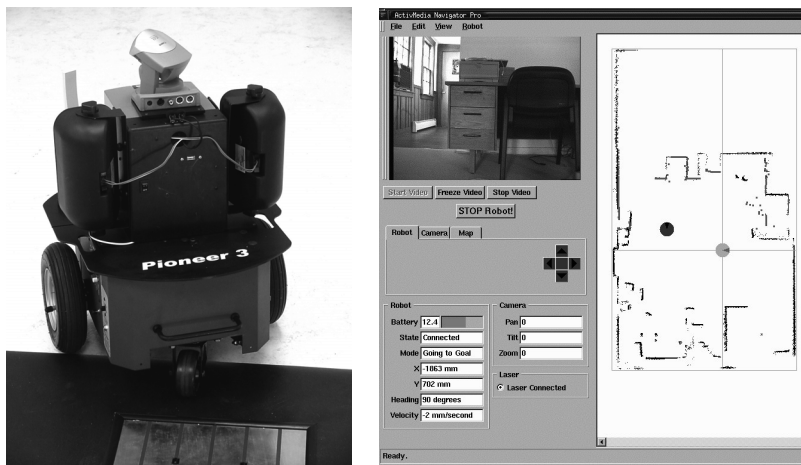 Pioneer 3
ActivMedia Navigator Pro
File Edit View Robot
Start Video Freeze Video Stop Video
STOP Robot!
Robot Camera Map
Robot
Battery 12.4
State Connected
Mode Going to Goal
X -1063 mm
Y 702 mm
Heading 90 degrees
Velocity -2 mm/second
Camera
Pan 0
Tilt 0
Zoom 0
Laser
Laser Connected
Ready.